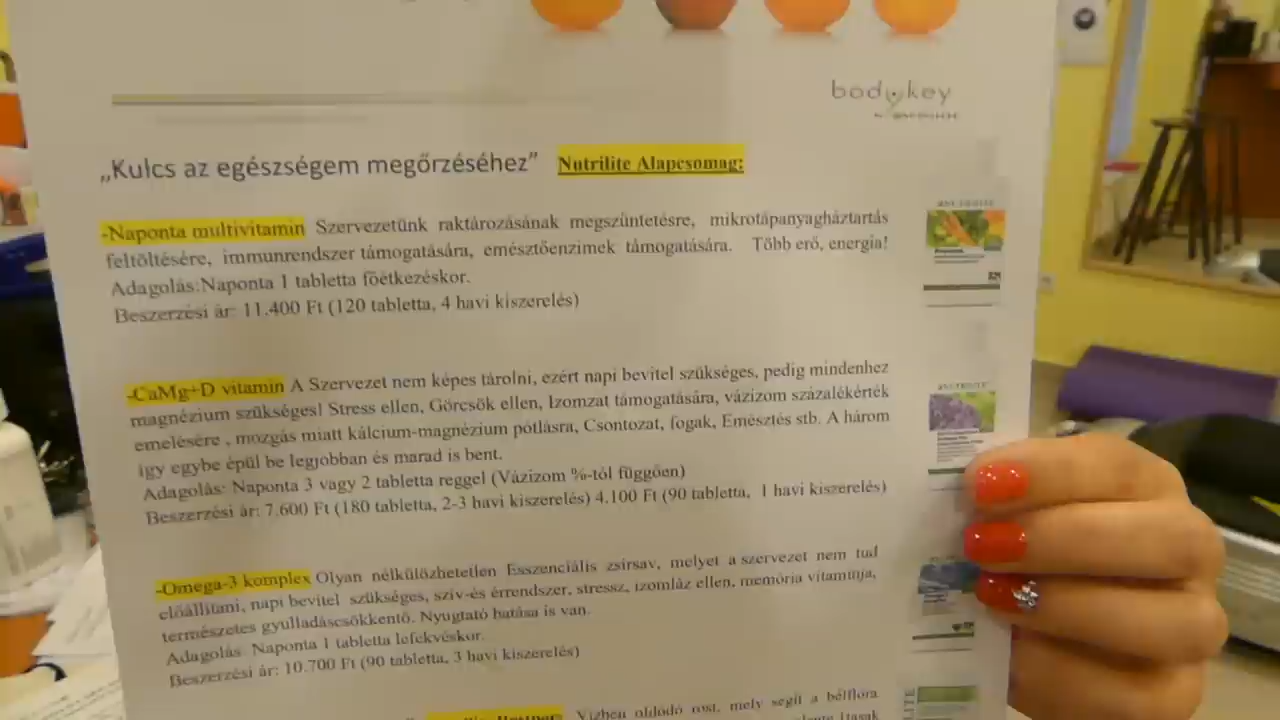 bodykey
„Kulcs az egészségem megőrzéséhez” Nutrilite Alapcsomag:
-Naponta multivitamin Szervezetünk raktározásának megszüntetésre, mikrotápanyagháztartás
feltöltésére, immunrendszer támogatására, emésztőenzimek támogatására. Több erő, energia!
Adagolás:Naponta 1 tabletta főétkezéskor.
Beszerzési ár: 11.400 Ft (120 tabletta, 4 havi kiszerelés)
-CaMg+D vitamin A Szervezet nem képes tárolni, ezért napi bevitel szükséges, pedig mindenhez
magnézium szükséges! Stress ellen, Görcsök ellen, Izomzat támogatására, vázizom százalékérték
emelésére , mozgás miatt kálcium-magnézium pótlásra, Csontozat, fogak, Emésztés stb. A három
így egybe épül be legjobban és marad is bent.
Adagolás: Naponta 3 vagy 2 tabletta reggel (Vázizom %-tól függően)
Beszerzési ár: 7.600 Ft (180 tabletta, 2-3 havi kiszerelés) 4.100 Ft (90 tabletta, 1 havi kiszerelés)
-Omega-3 komplex Olyan nélkülözhetetlen Esszenciális zsírsav, melyet a szervezet nem tud
előállítani, napi bevitel szükséges, szív-és érrendszer, stressz, izomláz ellen, memória vitaminja,
természetes gyulladáscsökkentő. Nyugtató hatása is van.
Adagolás: Naponta 1 tabletta lefekvéskor.
Beszerzési ár: 10.700 Ft (90 tabletta, 3 havi kiszerelés)
Vízben oldódó rost, mely segít a bélflóra